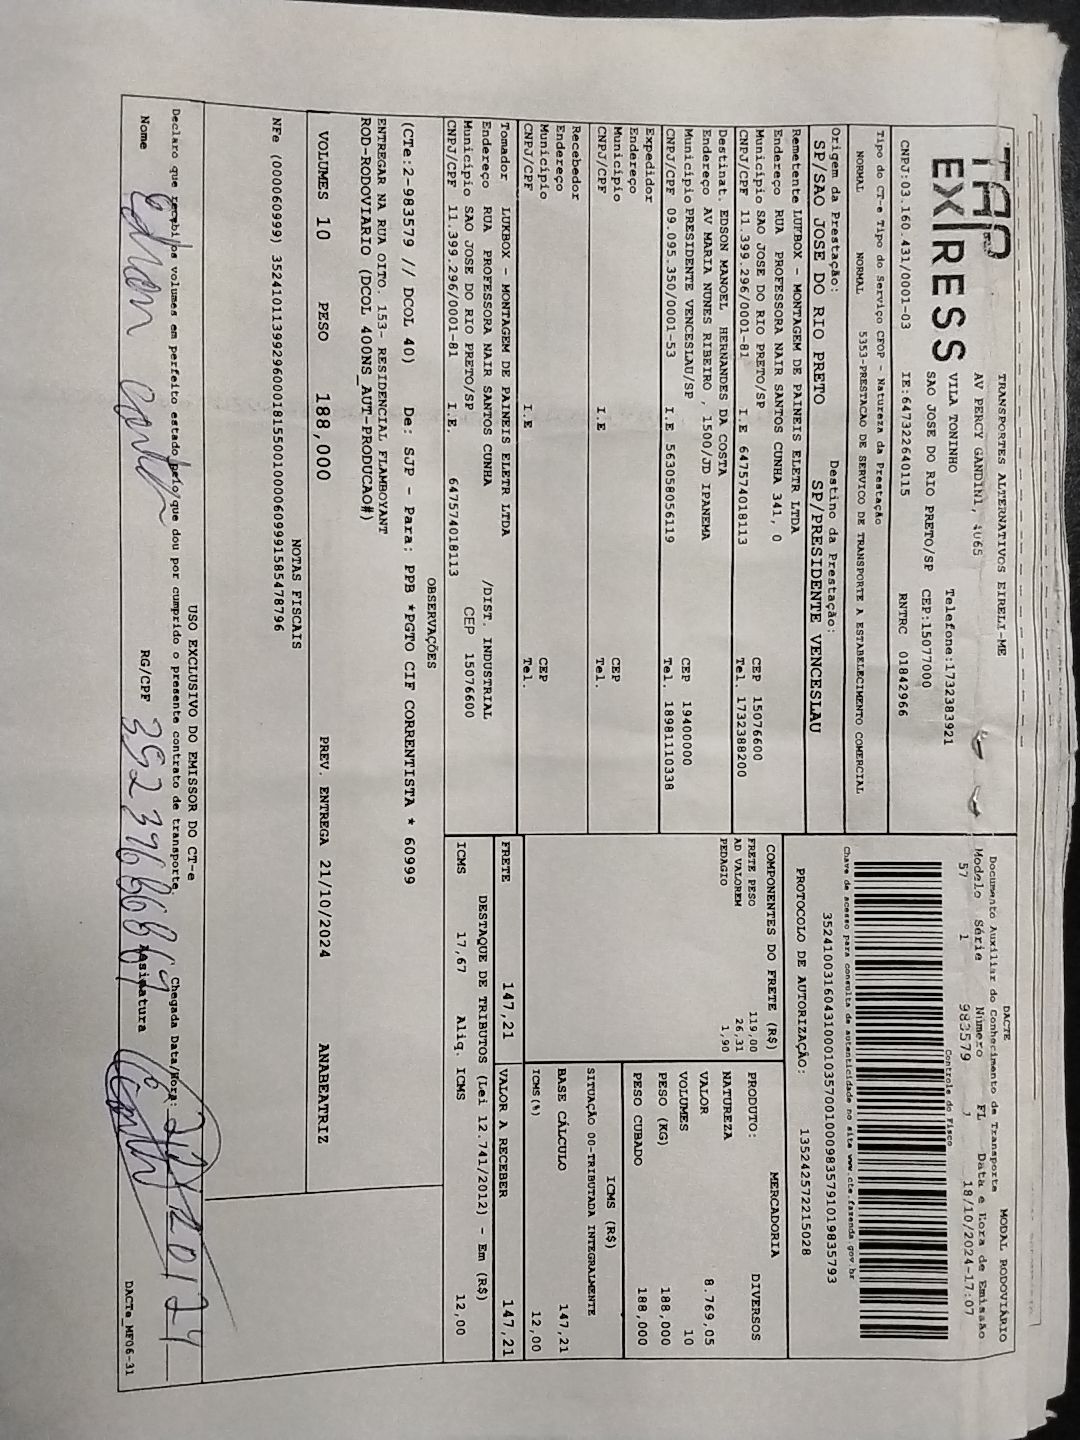 TAP
EXPRESS
TRANSPORTES ALTERNATIVOS EIRELI-ME
AV PERCY GANDINI, 4065
VILA TONINHO
Telefone:1732383921
SAO JOSE DO RIO PRETO/SP
CEP:15077000
CNPJ:03.160.431/0001-03
IE:647322640115
RNTRC 01842966
DACTE
MODAL RODOVIÁRIO
Documento Auxiliar do Conhecimento de Transporte
Modelo Série Número FL Data e Hora de Emissão
57 1 983579 1 18/10/2024-17:07
Controle do Fisco
Chave de acesso para consulta de autenticidade no site www.cte.fazenda.gov.br
35241003160431000103570010009835791019835793
PROTOCOLO DE AUTORIZAÇÃO: 135242572215028
Tipo do CT-e Tipo do Serviço CFOP - Natureza da Prestação
NORMAL NORMAL 5353-PRESTACAO DE SERVICO DE TRANSPORTE A ESTABELECIMENTO COMERCIAL
Origem da Prestação: Destino da Prestação:
SP/SAO JOSE DO RIO PRETO SP/PRESIDENTE VENCESLAU
Remetente LUKBOX - MONTAGEM DE PAINEIS ELETR LTDA
Endereço RUA PROFESSORA NAIR SANTOS CUNHA 341, 0
Município SAO JOSE DO RIO PRETO/SP CEP 15076600
CNPJ/CPF 11.399.296/0001-81 I.E 647574018113 Tel. 1732388200
Destinat. EDSON MANOEL HERNANDES DA COSTA
Endereço AV MARIA NUNES RIBEIRO , 1500/JD IPANEMA
Município PRESIDENTE VENCESLAU/SP CEP 19400000
CNPJ/CPF 09.095.350/0001-53 I.E 563058056119 Tel. 18981110338
Expedidor
Endereço
Município CEP
CNPJ/CPF I.E Tel.
Recebedor
Endereço
Município CEP
CNPJ/CPF I.E Tel.
Tomador LUKBOX - MONTAGEM DE PAINEIS ELETR LTDA
Endereço RUA PROFESSORA NAIR SANTOS CUNHA /DIST. INDUSTRIAL
Município SAO JOSE DO RIO PRETO/SP CEP 15076600
CNPJ/CPF 11.399.296/0001-81 I.E. 647574018113
COMPONENTES DO FRETE (R$)
FRETE PESO 119,00
AD VALOREM 26,31
PEDAGIO 1,90
MERCADORIA
PRODUTO: DIVERSOS
NATUREZA
VALOR 8.769,05
VOLUMES 10
PESO (KG) 188,000
PESO CUBADO 188,000
ICMS (R$)
SITUAÇÃO 00-TRIBUTADA INTEGRALMENTE
BASE CÁLCULO 147,21
ICMS(%) 12,00
FRETE 147,21 VALOR A RECEBER 147,21
DESTAQUE DE TRIBUTOS (Lei 12.741/2012) - Em (R$)
ICMS 17,67 Aliq. ICMS 12,00
OBSERVAÇÕES
(CTe:2-983579 // DCOL 40) De: SJP - Para: PPB *PGTO CIF CORRENTISTA * 60999
ENTREGAR NA RUA OITO. 153- RESIDENCIAL FLAMBOYANT
ROD-RODOVIARIO (DCOL 400NS_AUT-PRODUCAO#)
VOLUMES 10 PESO 188,000 PREV. ENTREGA 21/10/2024 ANABEATRIZ
NOTAS FISCAIS
NFe (000060999) 35241011399296000181550010000609991585478796
USO EXCLUSIVO DO EMISSOR DO CT-e
Declaro que recebi os volumes em perfeito estado pelo que dou por cumprido o presente contrato de transporte. Chegada Data/Hora:
Nome RG/CPF Assinatura
DACTe_MF06-31